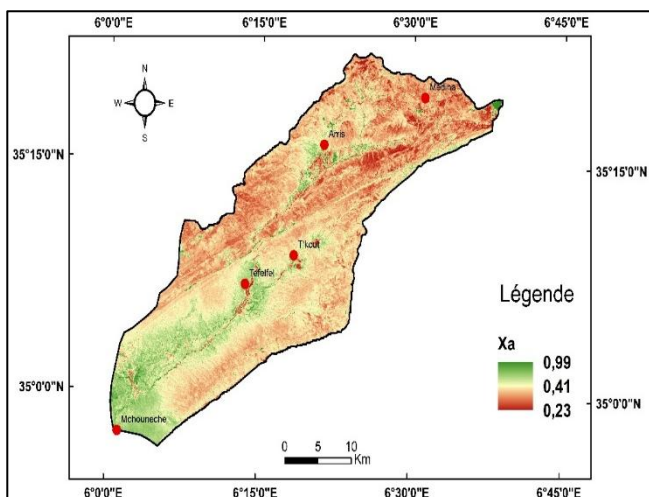 6°0'0"E 6°15'0"E 6°30'0"E 6°45'0"E
N
W E
S
Médina
Arris
35°15'0"N 35°15'0"N
T'kout
Tefelfel
Légende
Xa
0,99
0,41
0,23
35°0'0"N 35°0'0"N
Mchouneche
0 5 10
Km
6°0'0"E 6°15'0"E 6°30'0"E 6°45'0"E